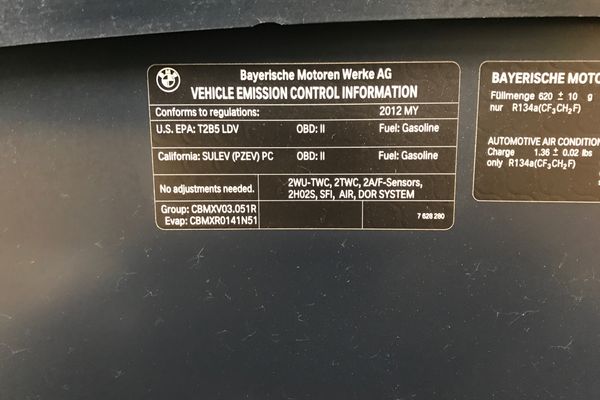 BMW
Bayerische Motoren Werke AG
VEHICLE EMISSION CONTROL INFORMATION
Conforms to regulations: 2012 MY
U.S. EPA: T2B5 LDV OBD: II Fuel: Gasoline
California: SULEV (PZEV) PC OBD: II Fuel: Gasoline
No adjustments needed. 2WU-TWC, 2TWC, 2A/F-Sensors,
2HO2S, SFI, AIR, DOR SYSTEM
Group: CBMXV03.051R
Evap: CBMXR0141N51 7 628 280
BAYERISCHE MOTO
Füllmenge 620 ± 10 g
nur R134a(CF₃CH₂F)
AUTOMOTIVE AIR CONDITION
Charge 1.36 ± 0.02 lbs
only R134a(CF₃CH₂F)